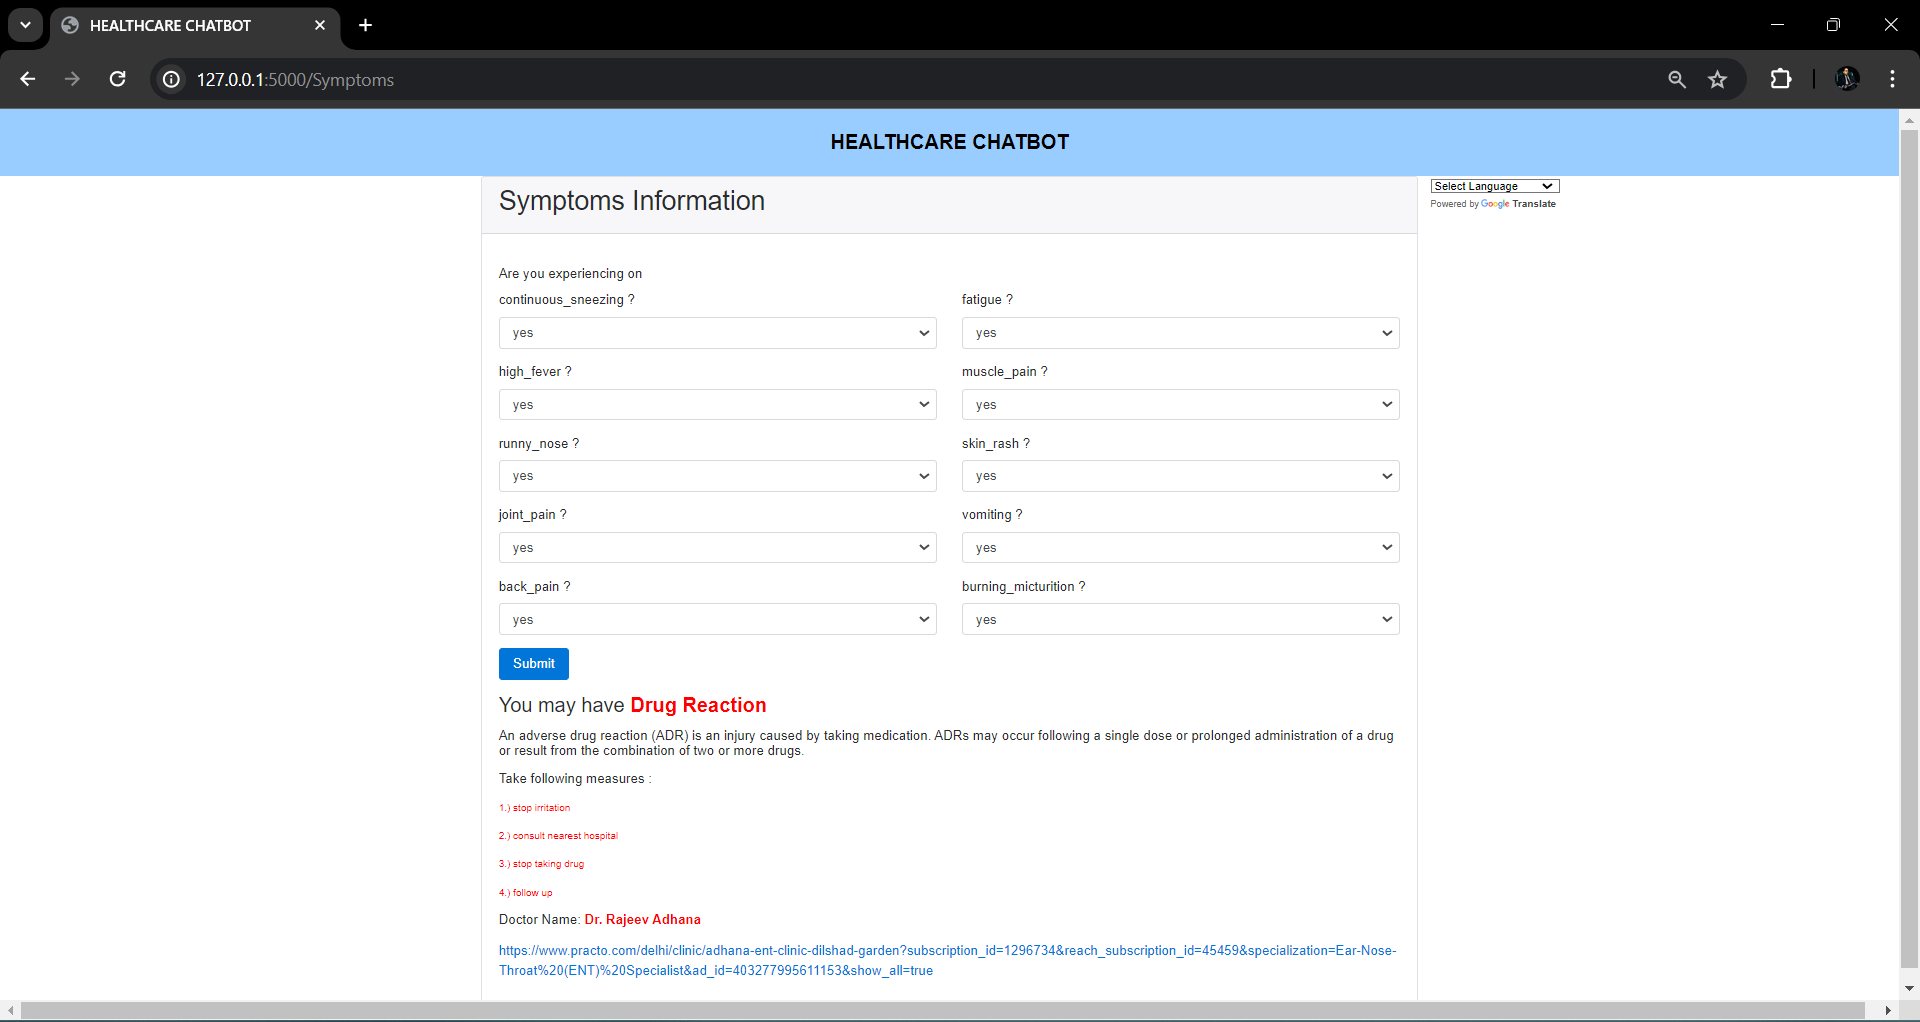 HEALTHCARE CHATBOT
127.0.0.1:5000/Symptoms
HEALTHCARE CHATBOT
Symptoms Information
Select Language
Powered by Google Translate
Are you experiencing on
continuous_sneezing ?
fatigue ?
yes
yes
high_fever ?
muscle_pain ?
yes
yes
runny_nose ?
skin_rash ?
yes
yes
joint_pain ?
vomiting ?
yes
yes
back_pain ?
burning_micturition ?
yes
yes
Submit
You may have Drug Reaction
An adverse drug reaction (ADR) is an injury caused by taking medication. ADRs may occur following a single dose or prolonged administration of a drug
or result from the combination of two or more drugs.
Take following measures :
1.) stop irritation
2.) consult nearest hospital
3.) stop taking drug
4.) follow up
Doctor Name: Dr. Rajeev Adhana
https://www.practo.com/delhi/clinic/adhana-ent-clinic-dilshad-garden?subscription_id=1296734&reach_subscription_id=45459&specialization=Ear-Nose-
Throat%20(ENT)%20Specialist&ad_id=403277995611153&show_all=true